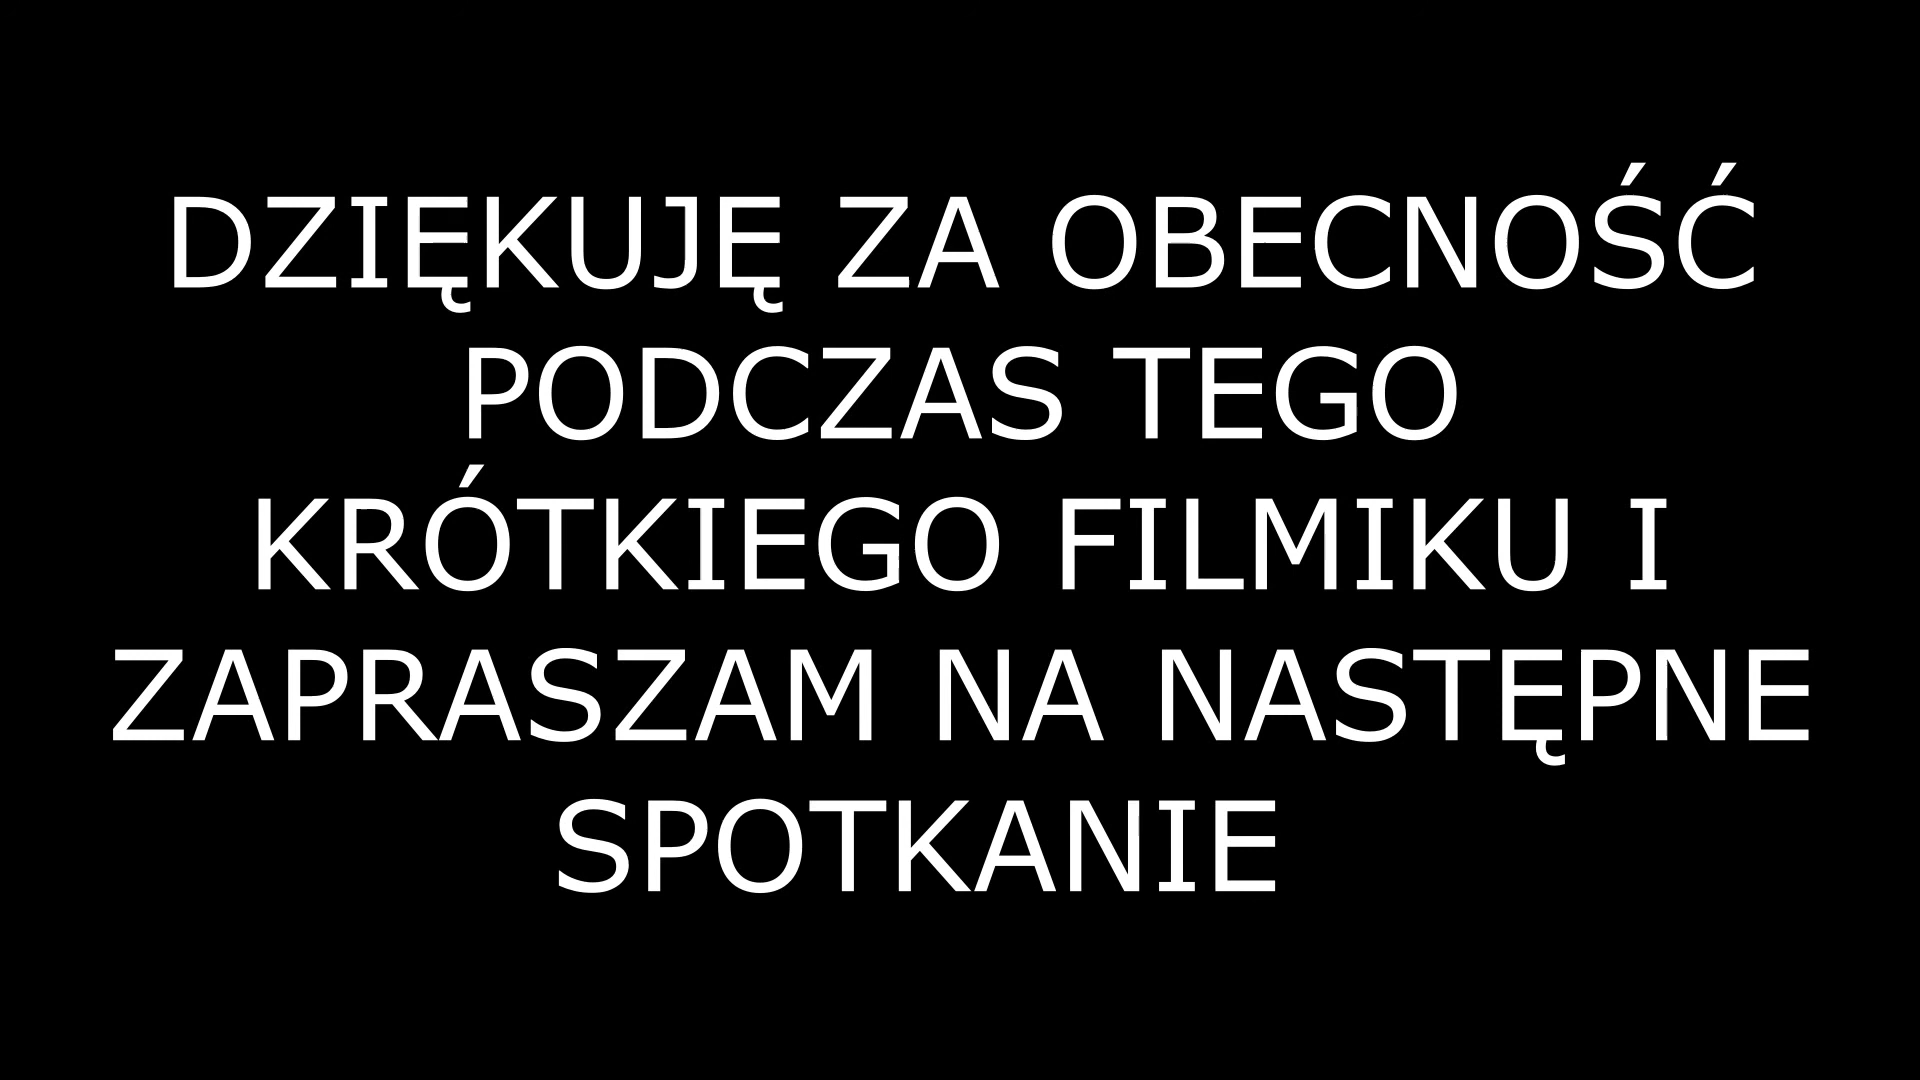 DZIĘKUJĘ ZA OBECNOŚĆ
PODCZAS TEGO
KRÓTKIEGO FILMIKU I
ZAPRASZAM NA NASTĘPNE
SPOTKANIE